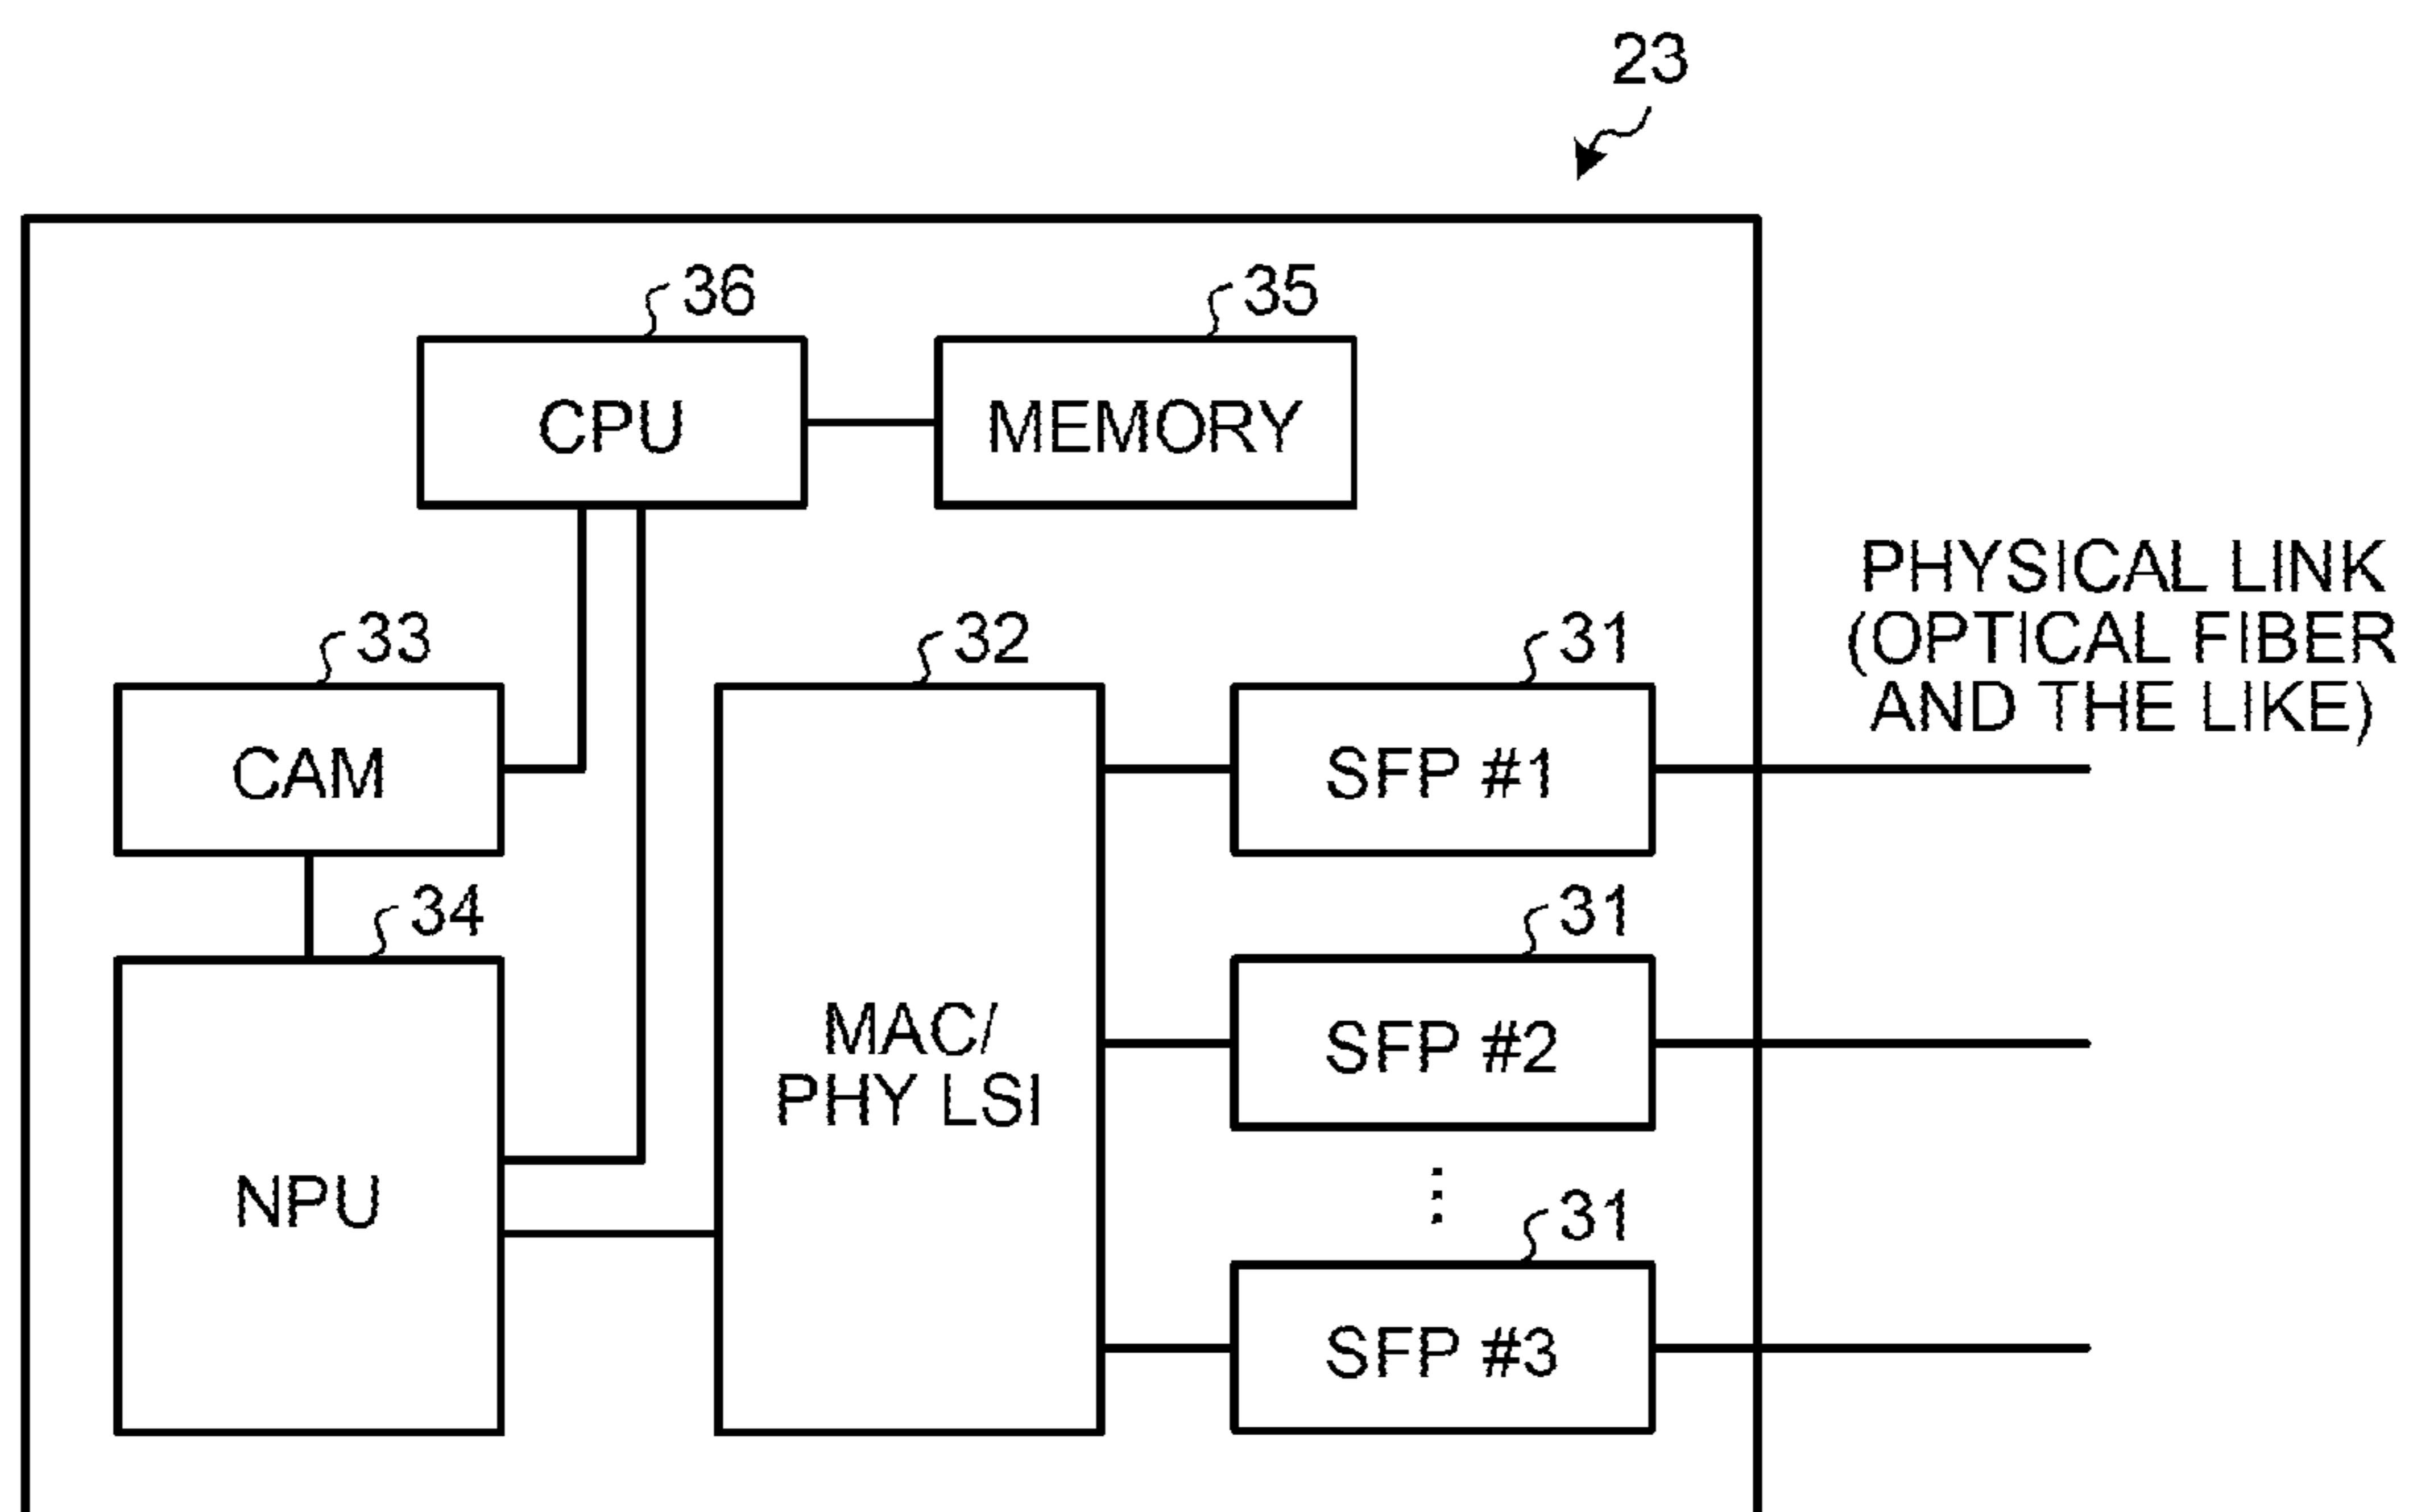 23
36
CPU
35
MEMORY
PHYSICAL LINK
(OPTICAL FIBER
AND THE LIKE)
33
CAM
32
MAC/
PHY LSI
31
SFP #1
34
NPU
31
SFP #2
31
SFP #3